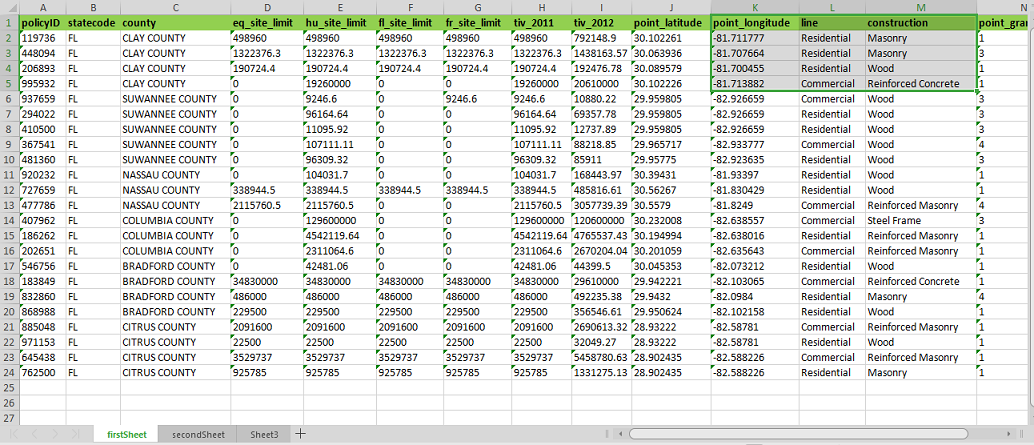 A B C D E F G H I J K L M
1 policyID statecode county eq_site_limit hu_site_limit fl_site_limit fr_site_limit tiv_2011 tiv_2012 point_latitude point_longitude line construction point_gran
2 119736 FL CLAY COUNTY 498960 498960 498960 498960 498960 792148.9 30.102261 -81.711777 Residential Masonry 1
3 448094 FL CLAY COUNTY 1322376.3 1322376.3 1322376.3 1322376.3 1322376.3 1438163.57 30.063936 -81.707664 Residential Masonry 3
4 206893 FL CLAY COUNTY 190724.4 190724.4 190724.4 190724.4 190724.4 192476.78 30.089579 -81.700455 Residential Wood 1
5 995932 FL CLAY COUNTY 0 19260000 0 0 19260000 20610000 30.102226 -81.713882 Commercial Reinforced Concrete 1
6 937659 FL SUWANNEE COUNTY 0 9246.6 0 9246.6 9246.6 10880.22 29.959805 -82.926659 Commercial Wood 3
7 294022 FL SUWANNEE COUNTY 0 96164.64 0 0 96164.64 69357.78 29.959805 -82.926659 Residential Wood 3
8 410500 FL SUWANNEE COUNTY 0 11095.92 0 0 11095.92 12737.89 29.959805 -82.926659 Residential Wood 3
9 367541 FL SUWANNEE COUNTY 0 107111.11 0 0 107111.11 88218.85 29.965717 -82.933777 Commercial Wood 4
10 481360 FL SUWANNEE COUNTY 0 96309.32 0 0 96309.32 85911 29.95775 -82.923635 Residential Wood 3
11 920232 FL NASSAU COUNTY 0 104031.7 0 0 104031.7 168443.97 30.39431 -81.93397 Residential Wood 1
12 727659 FL NASSAU COUNTY 338944.5 338944.5 338944.5 338944.5 338944.5 485816.61 30.56267 -81.830429 Residential Wood 1
13 477786 FL NASSAU COUNTY 2115760.5 2115760.5 0 0 2115760.5 3057739.39 30.5579 -81.8249 Commercial Reinforced Masonry 4
14 407962 FL COLUMBIA COUNTY 0 129600000 0 0 129600000 120600000 30.232008 -82.638557 Commercial Steel Frame 3
15 186262 FL COLUMBIA COUNTY 0 4542119.64 0 0 4542119.64 4765537.43 30.194994 -82.638016 Residential Reinforced Masonry 1
16 202651 FL COLUMBIA COUNTY 0 2311064.6 0 0 2311064.6 2670204.04 30.201059 -82.635643 Commercial Reinforced Masonry 1
17 546756 FL BRADFORD COUNTY 0 42481.06 0 0 42481.06 44399.5 30.045353 -82.073212 Residential Wood 1
18 183849 FL BRADFORD COUNTY 34830000 34830000 34830000 34830000 34830000 29610000 29.942221 -82.103065 Commercial Reinforced Concrete 1
19 832860 FL BRADFORD COUNTY 486000 486000 486000 486000 486000 492235.38 29.9432 -82.0984 Residential Masonry 4
20 868988 FL BRADFORD COUNTY 229500 229500 229500 229500 229500 356546.61 29.950624 -82.102158 Residential Wood 1
21 885048 FL CITRUS COUNTY 2091600 2091600 2091600 2091600 2091600 2690613.32 28.93222 -82.58781 Commercial Reinforced Masonry 1
22 971153 FL CITRUS COUNTY 22500 22500 22500 22500 22500 32049.27 28.93222 -82.58781 Residential Wood 1
23 645438 FL CITRUS COUNTY 3529737 3529737 3529737 3529737 3529737 5458780.63 28.902435 -82.588226 Commercial Reinforced Masonry 1
24 762500 FL CITRUS COUNTY 925785 925785 925785 925785 925785 1331275.13 28.902435 -82.588226 Residential Masonry 1
25
26
27
firstSheet secondSheet Sheet3